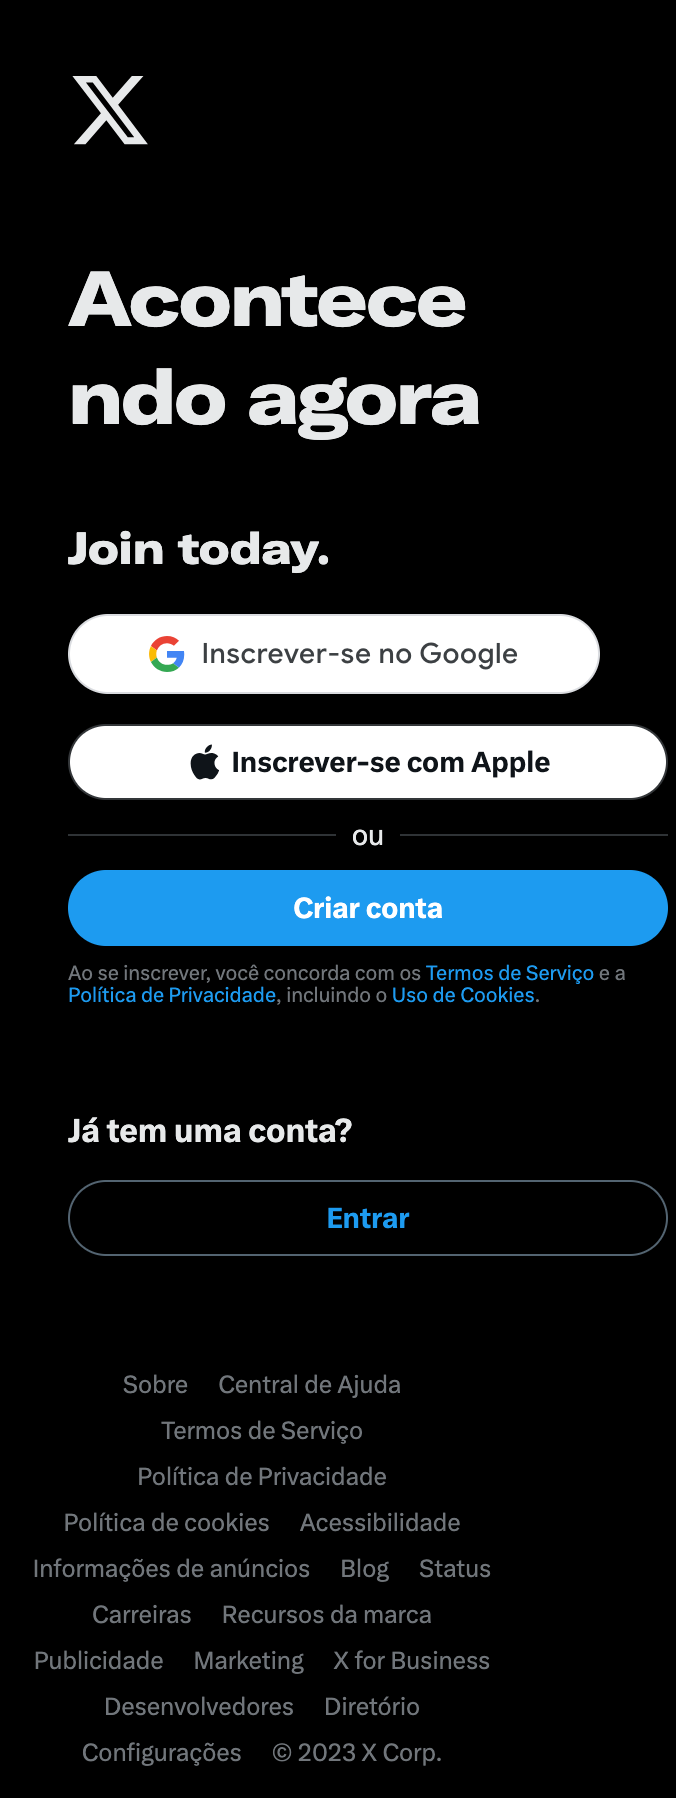 Acontece
ndo agora
Join today.
Inscrever-se no Google
Inscrever-se com Apple
ou
Criar conta
Ao se inscrever, você concorda com os Termos de Serviço e a
Política de Privacidade, incluindo o Uso de Cookies.
Já tem uma conta?
Entrar
Sobre Central de Ajuda
Termos de Serviço
Política de Privacidade
Política de cookies Acessibilidade
Informações de anúncios Blog Status
Carreiras Recursos da marca
Publicidade Marketing X for Business
Desenvolvedores Diretório
Configurações © 2023 X Corp.